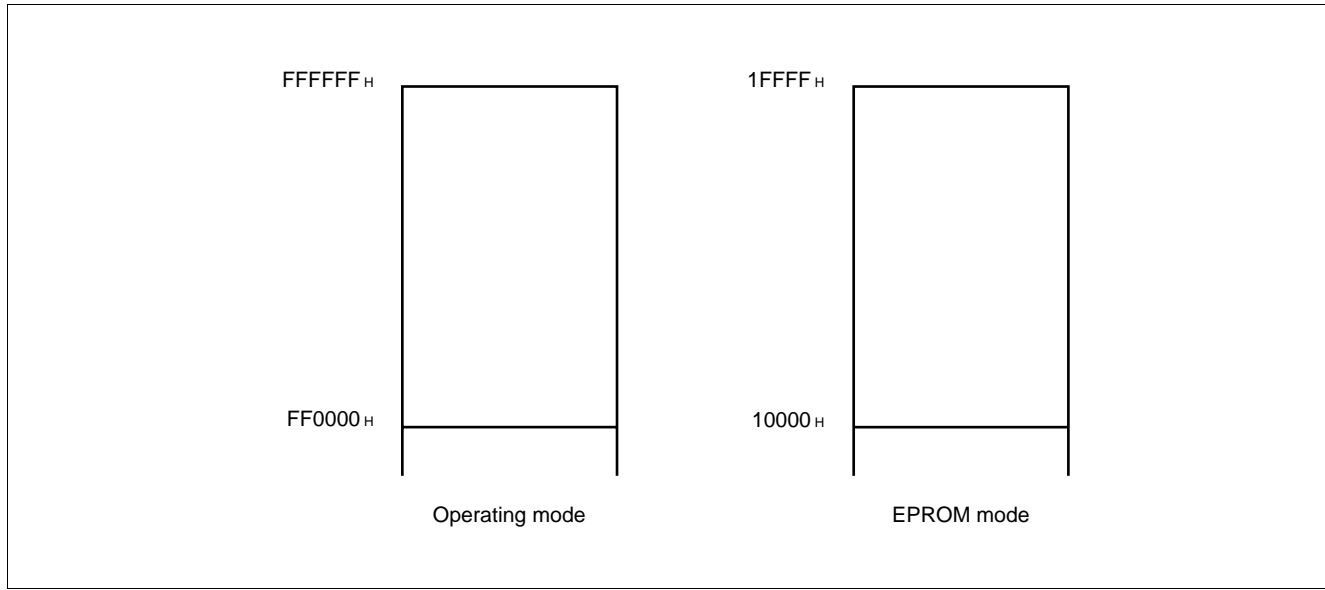 FFFFFF H
1FFFF H
FF0000 H
10000 H
Operating mode
EPROM mode